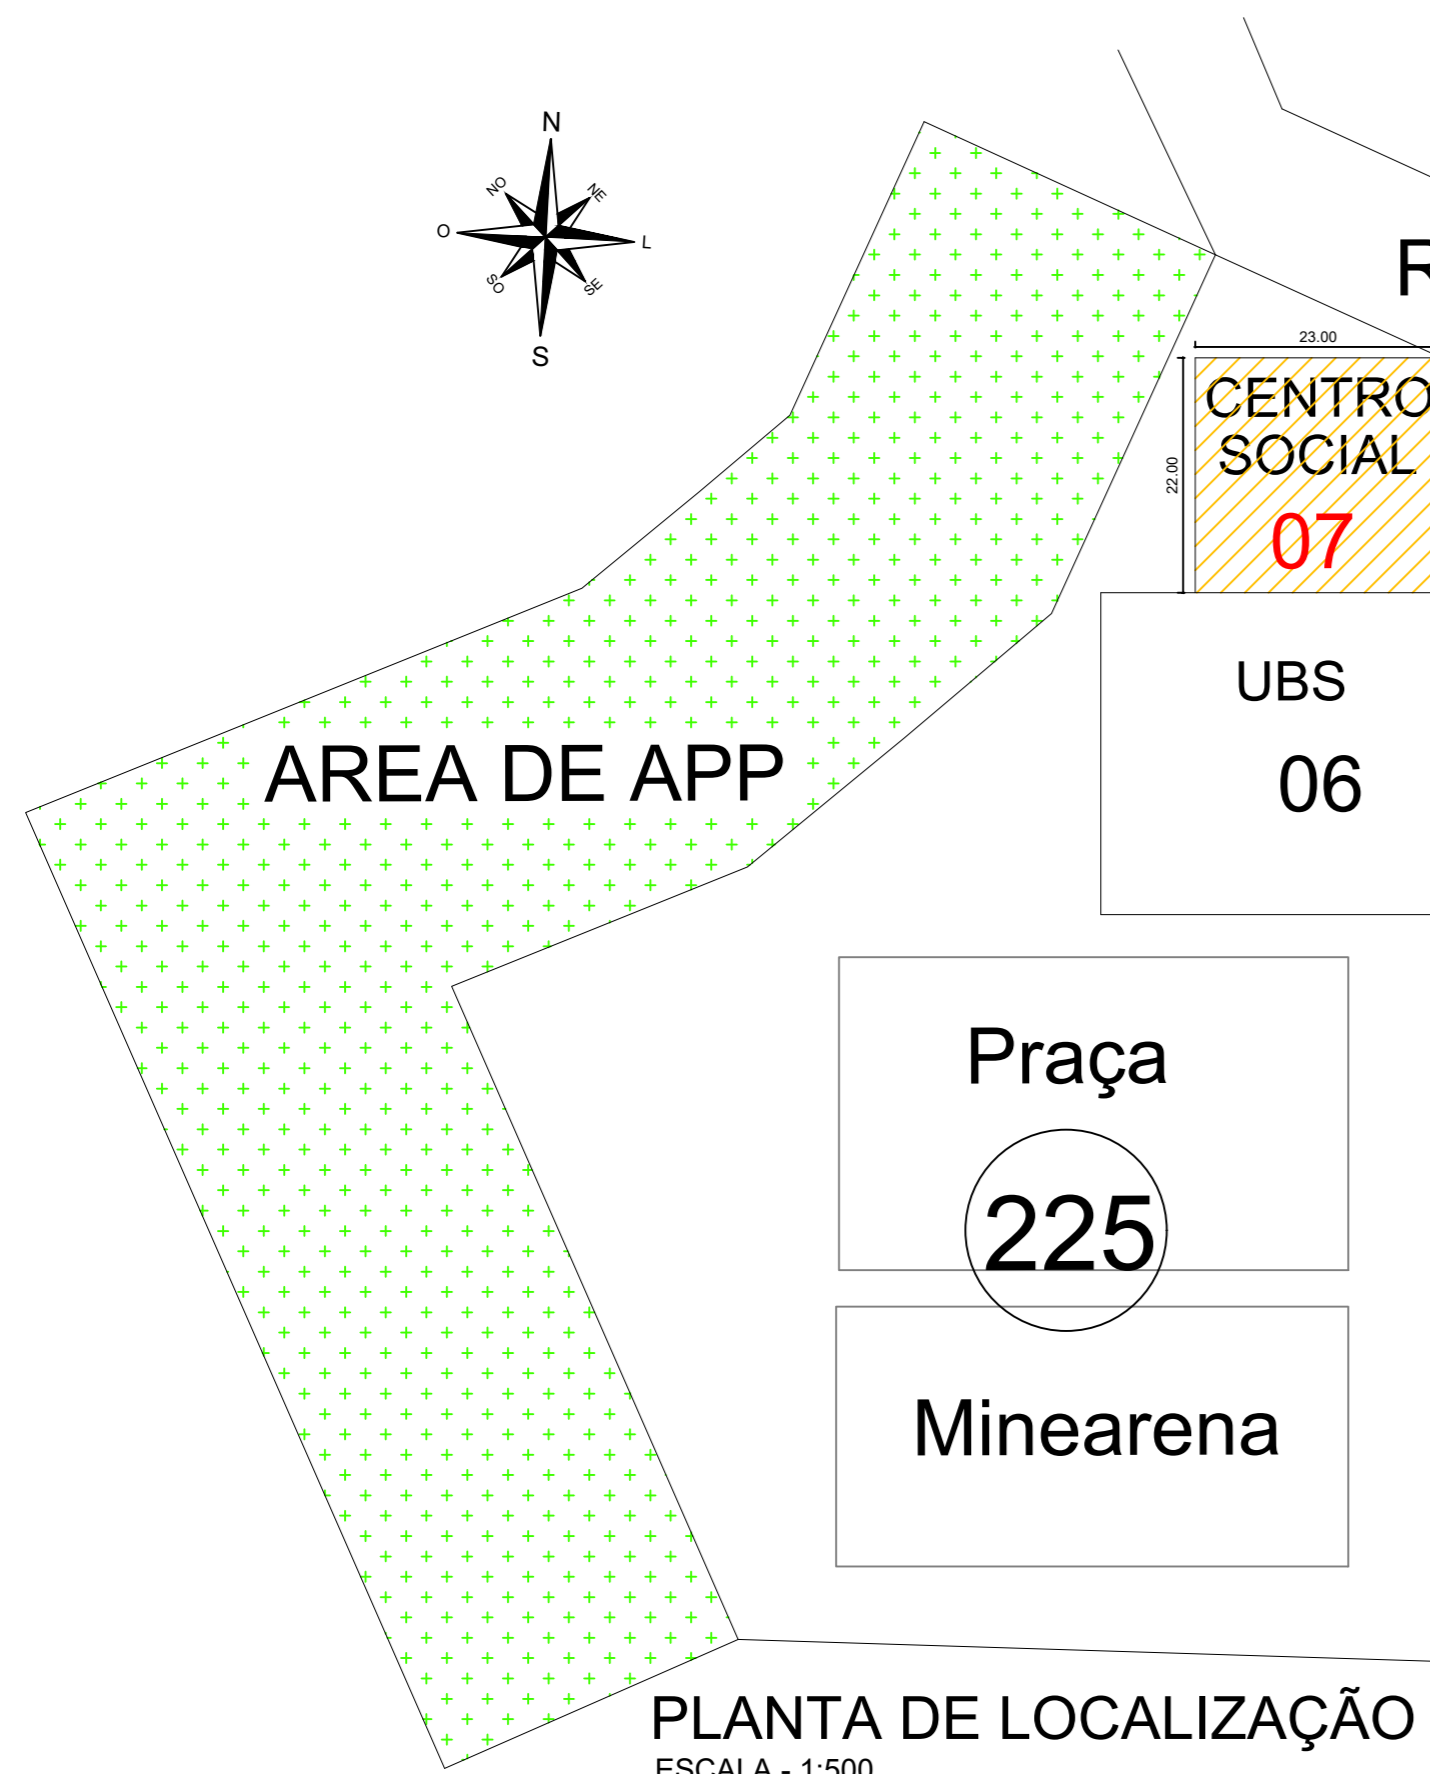 N
NO
NE
O
L
SO
SE
S
R
23.00
22.00
CENTRO
SOCIAL
07
UBS
06
AREA DE APP
Praça
225
Minearena
PLANTA DE LOCALIZAÇÃO
ESCALA - 1:500